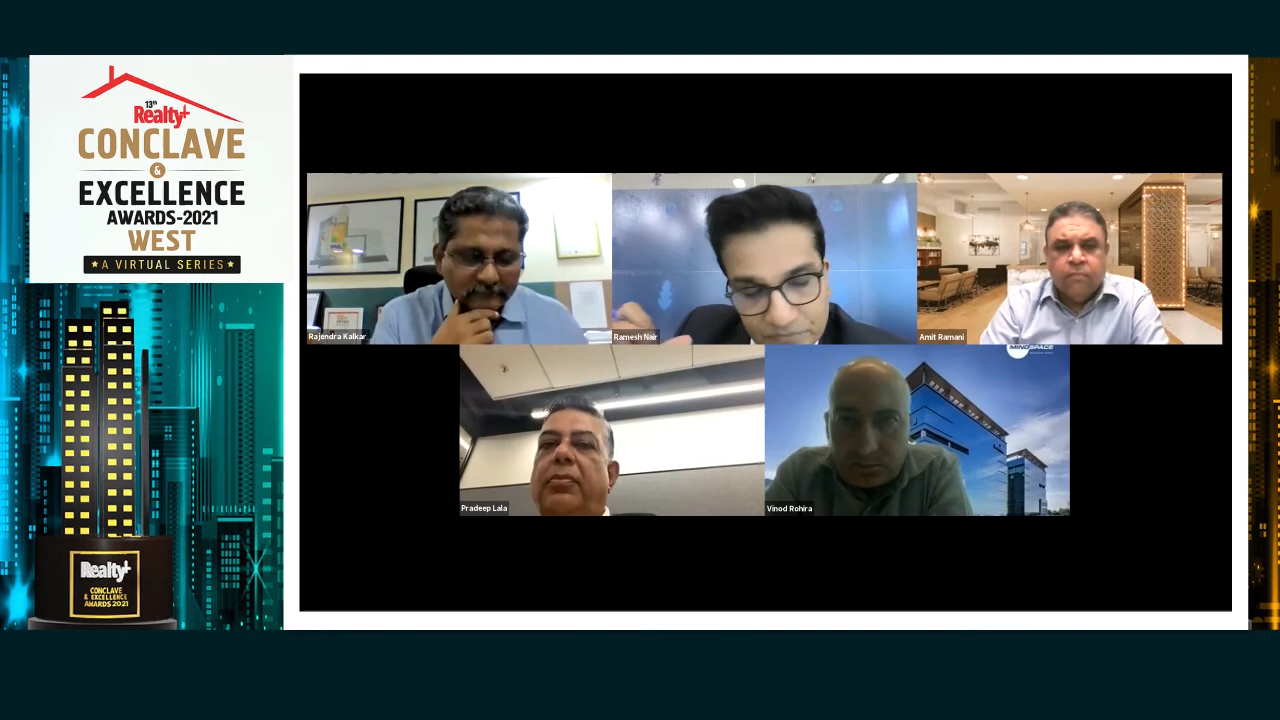 13th
Realty+
CONCLAVE
&
EXCELLENCE
AWARDS-2021
WEST
★ A VIRTUAL SERIES ★
Realty+
CONCLAVE
& EXCELLENCE
AWARDS 2021
Rajendra Kalkar
Ramesh Nair
Amit Ramani
MINDSPACE
Pradeep Lala
Vinod Rohira